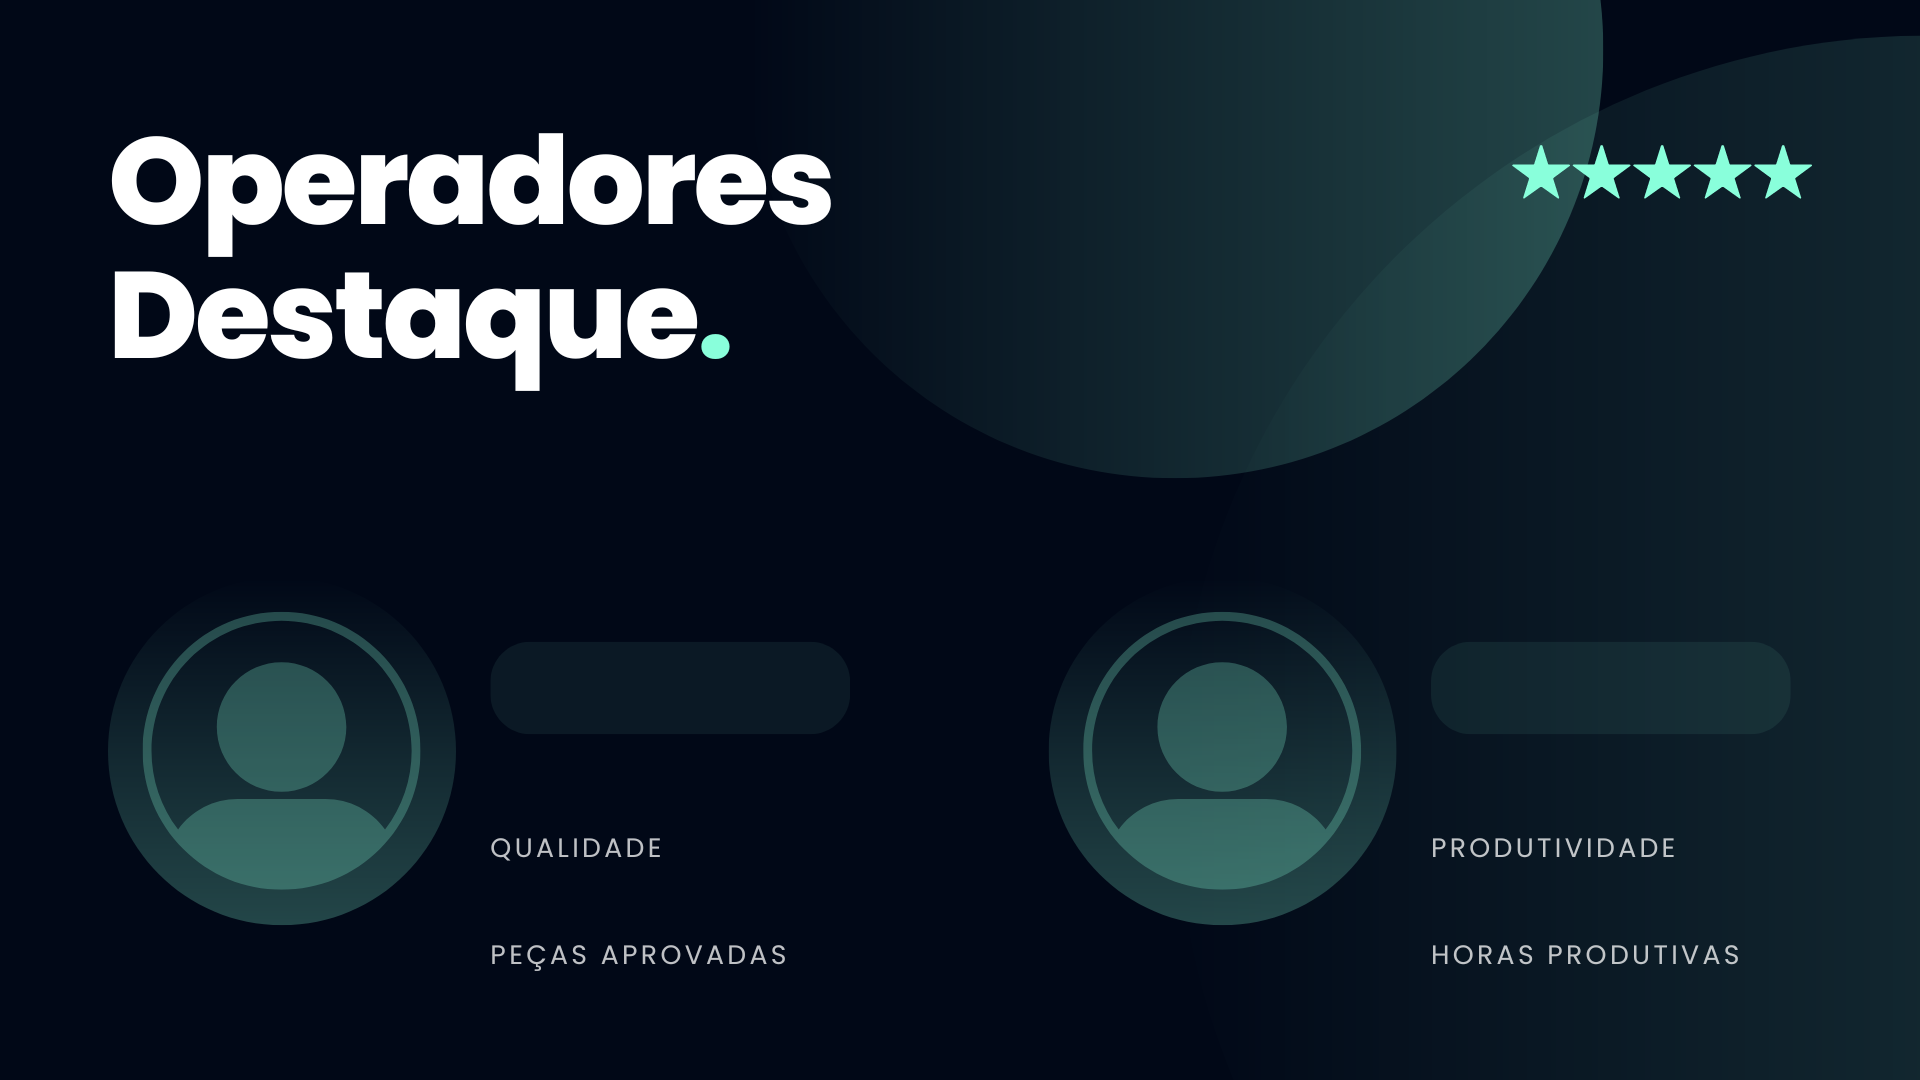 Operadores
Destaque.
QUALIDADE
PEÇAS APROVADAS
PRODUTIVIDADE
HORAS PRODUTIVAS